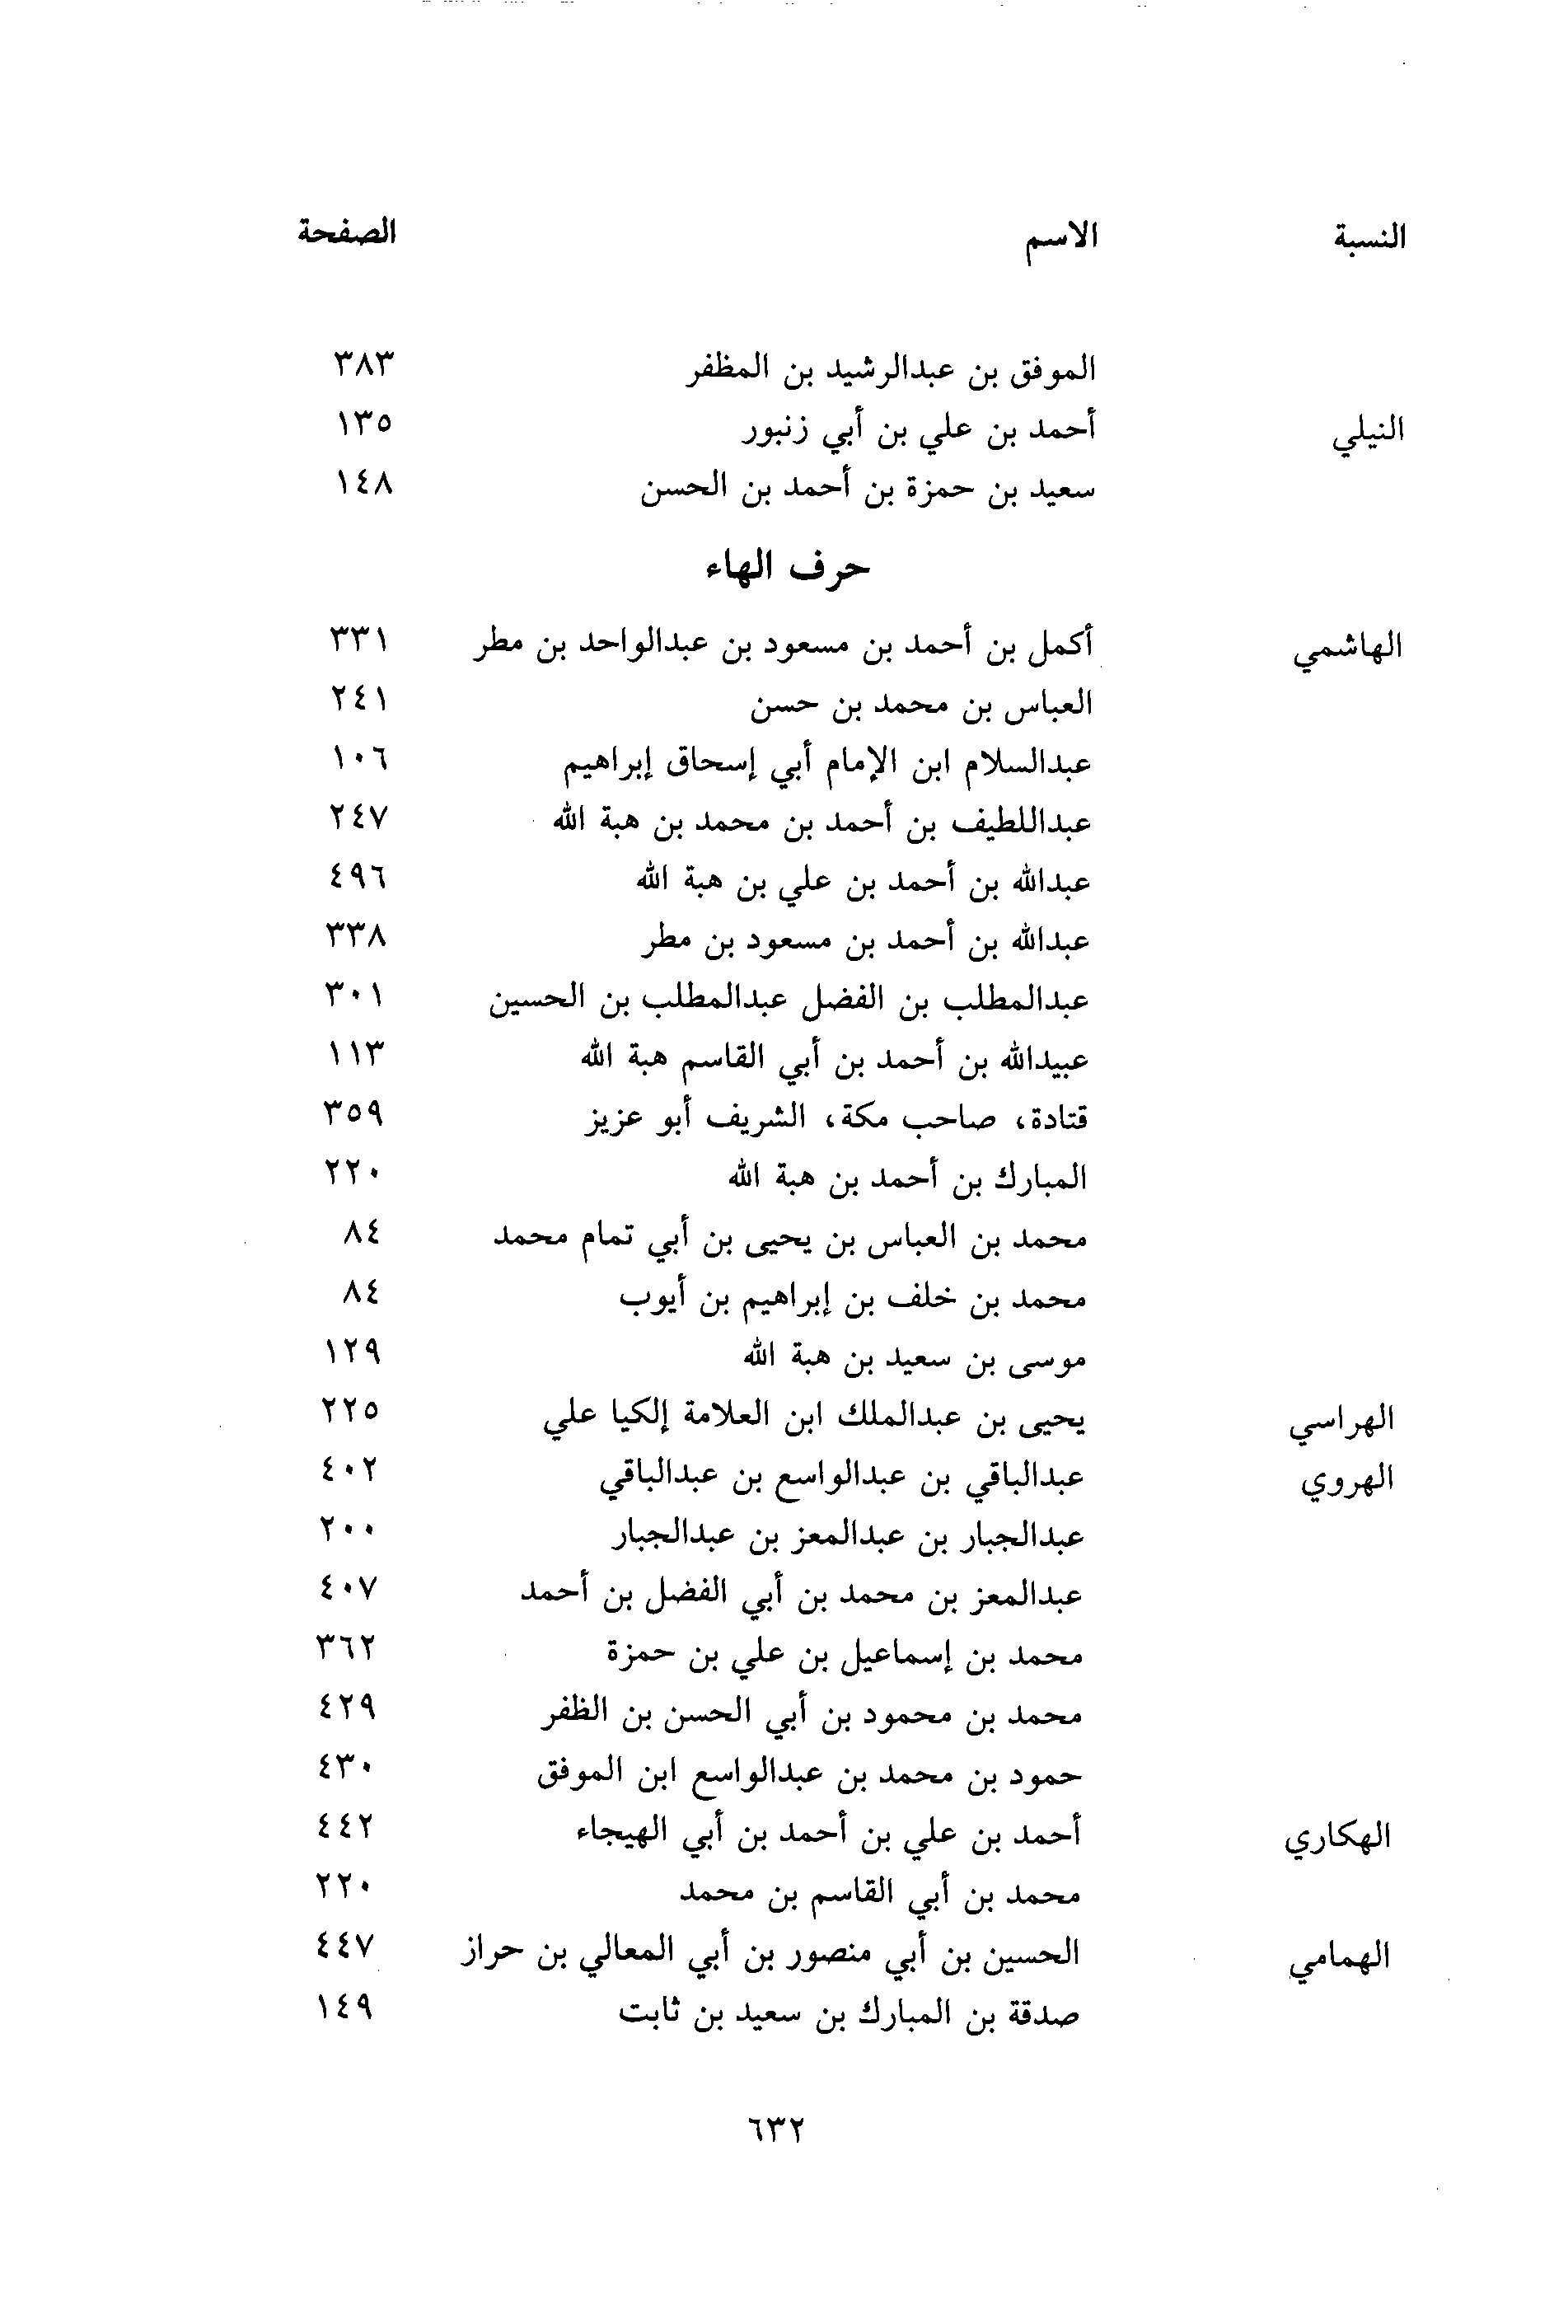 النسبة الاسم الصفحة
الموفق بن عبدالرشيد بن المظفر ٣٨٣
النيلي أحمد بن علي بن أبي زنبور ١٣٥
سعيد بن حمزة بن أحمد بن الحسن ١٤٨
حرف الهاء
الهاشمي أكمل بن أحمد بن مسعود بن عبدالواحد بن مطر ٣٣١
العباس بن محمد بن حسن ٢٤١
عبدالسلام ابن الإمام أبي إسحاق إبراهيم ١٠٦
عبداللطيف بن أحمد بن محمد بن هبة الله ٢٤٧
عبدالله بن أحمد بن علي بن هبة الله ٤٩٦
عبدالله بن أحمد بن مسعود بن مطر ٣٣٨
عبدالمطلب بن الفضل عبدالمطلب بن الحسين ٣٠١
عبيدالله بن أحمد بن أبي القاسم هبة الله ١١٣
قتادة، صاحب مكة، الشريف أبو عزيز ٣٥٩
المبارك بن أحمد بن هبة الله ٢٢٠
محمد بن العباس بن يحيى بن أبي تمام محمد ٨٤
محمد بن خلف بن إبراهيم بن أيوب ٨٤
موسى بن سعيد بن هبة الله ١٢٩
الهراسي يحيى بن عبدالملك ابن العلامة إلكيا علي ٢٢٥
الهروي عبدالباقي بن عبدالواسع بن عبدالباقي ٤٠٢
عبدالجبار بن عبدالمعز بن عبدالجبار ٢٠٠
عبدالمعز بن محمد بن أبي الفضل بن أحمد ٤٠٧
محمد بن إسماعيل بن علي بن حمزة ٣٦٢
محمد بن محمود بن أبي الحسن بن الظفر ٤٢٩
حمود بن محمد بن عبدالواسع ابن الموفق ٤٣٠
الهكاري أحمد بن علي بن أحمد بن أبي الهيجاء ٤٤٢
محمد بن أبي القاسم بن محمد ٢٢٠
الهمامي الحسين بن أبي منصور بن أبي المعالي بن حراز ٤٤٧
صدقة بن المبارك بن سعيد بن ثابت ١٤٩
٦٣٢